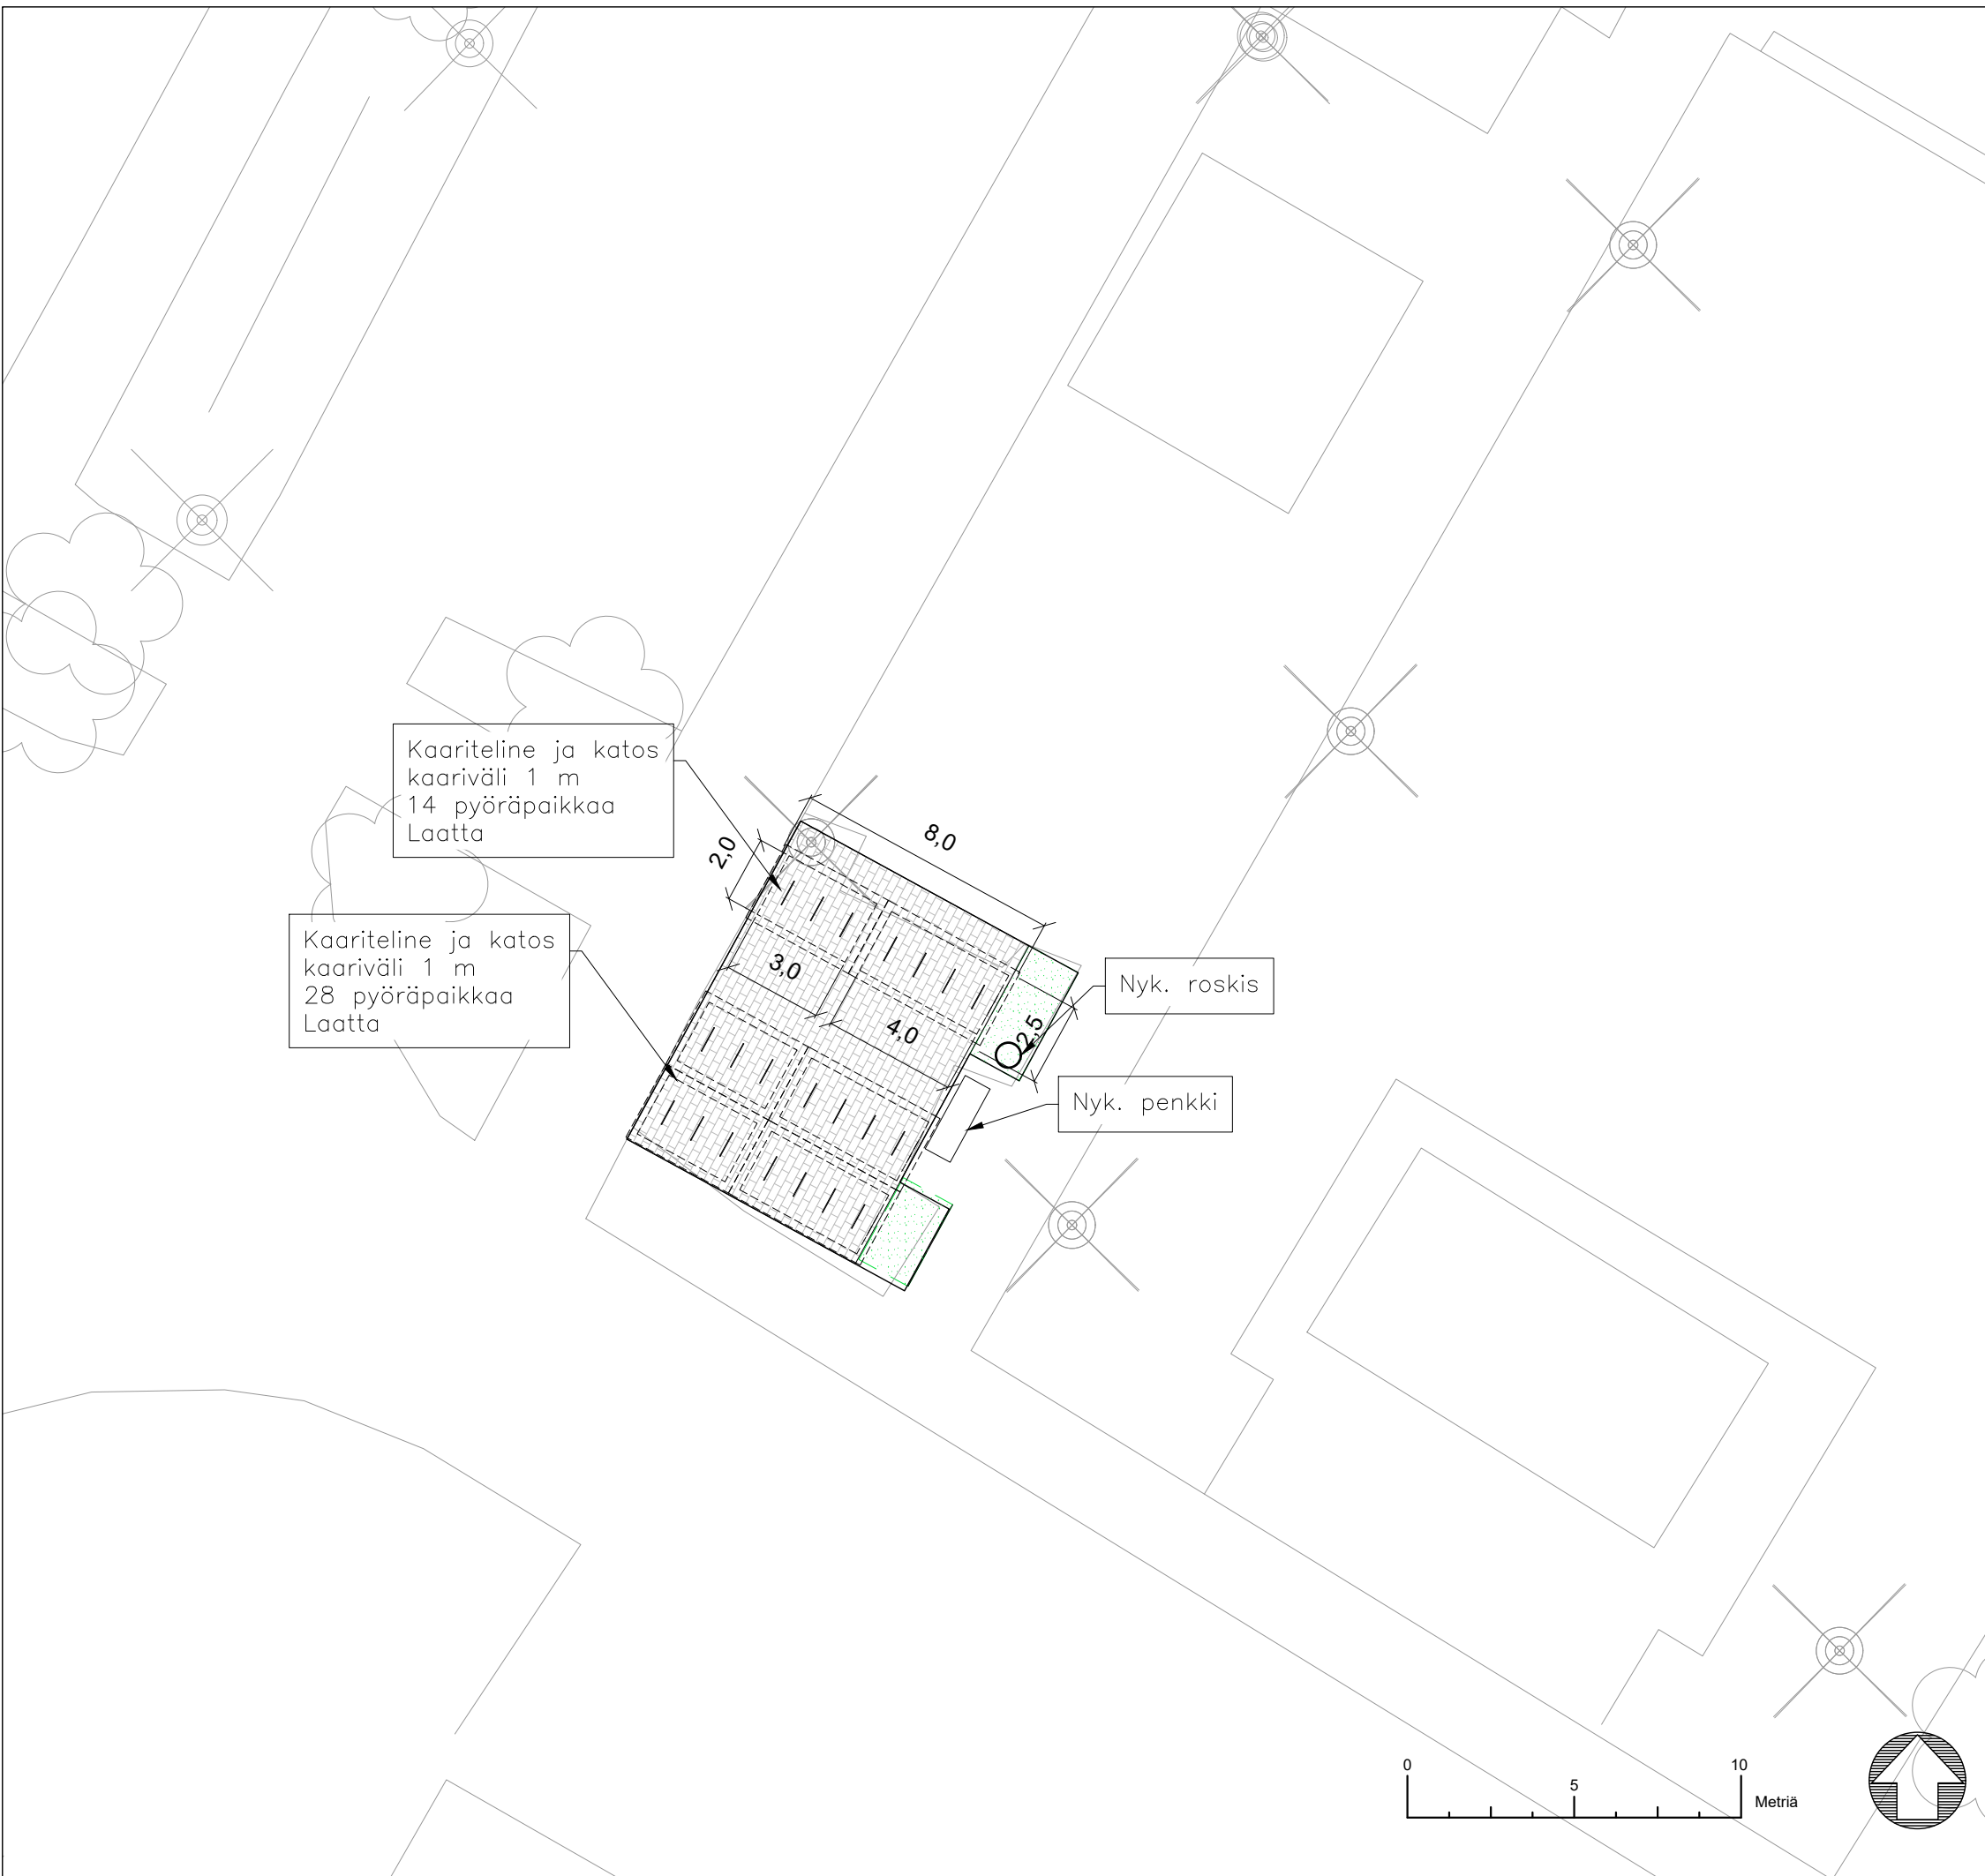 Kaariteline ja katos
kaariväli 1 m
14 pyöräpaikkaa
Laatta
8,0
2,0
Kaariteline ja katos
kaariväli 1 m
28 pyöräpaikkaa
Laatta
3,0
4,0
2,5
Nyk. roskis
Nyk. penkki
0
5
10
Metriä